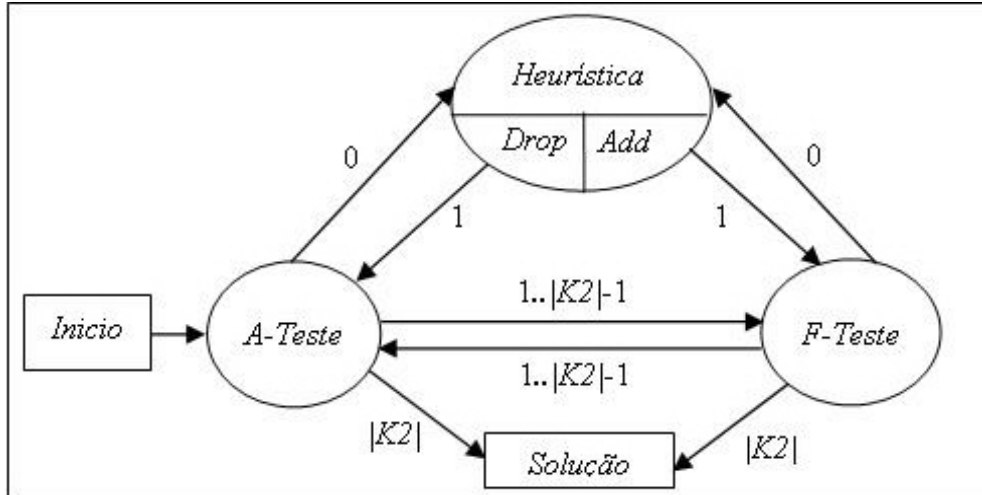 Heurística
Drop
Add
0
0
1
1
1..|K2|-1
Inicio
A-Teste
F-Teste
1..|K2|-1
|K2|
|K2|
Solução